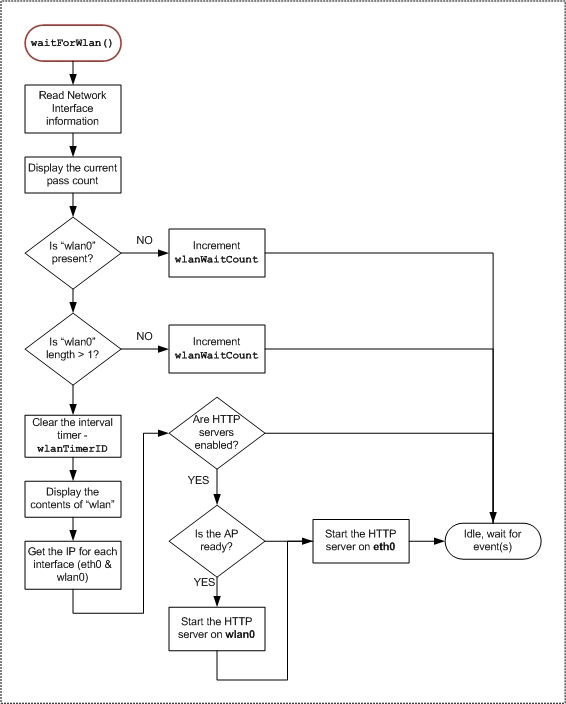 waitForWlan()
Read Network
Interface
information
Display the current
pass count
Is “wlan0”
present?
NO
Increment
wlanWaitCount
Is “wlan0”
length > 1?
NO
Increment
wlanWaitCount
Clear the interval
timer -
wlanTimerID
Are HTTP
servers
enabled?
YES
Display the
contents of “wlan”
Get the IP for each
interface (eth0 &
wlan0)
Is the AP
ready?
YES
Start the HTTP
server on eth0
Idle, wait for
event(s)
Start the HTTP
server on wlan0